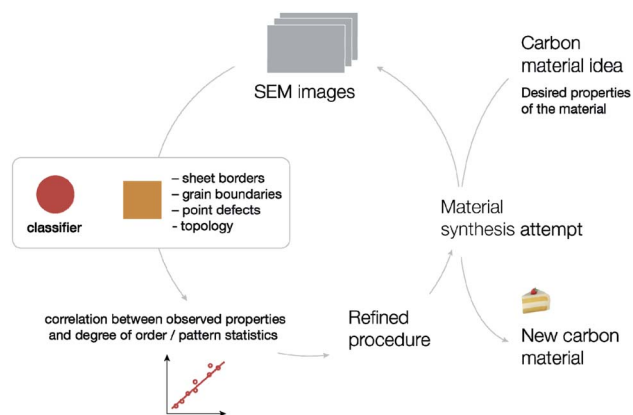 SEM images
Carbon
material idea
Desired properties
of the material
classifier
– sheet borders
– grain boundaries
– point defects
- topology
Material
synthesis attempt
correlation between observed properties
and degree of order / pattern statistics
Refined
procedure
New carbon
material